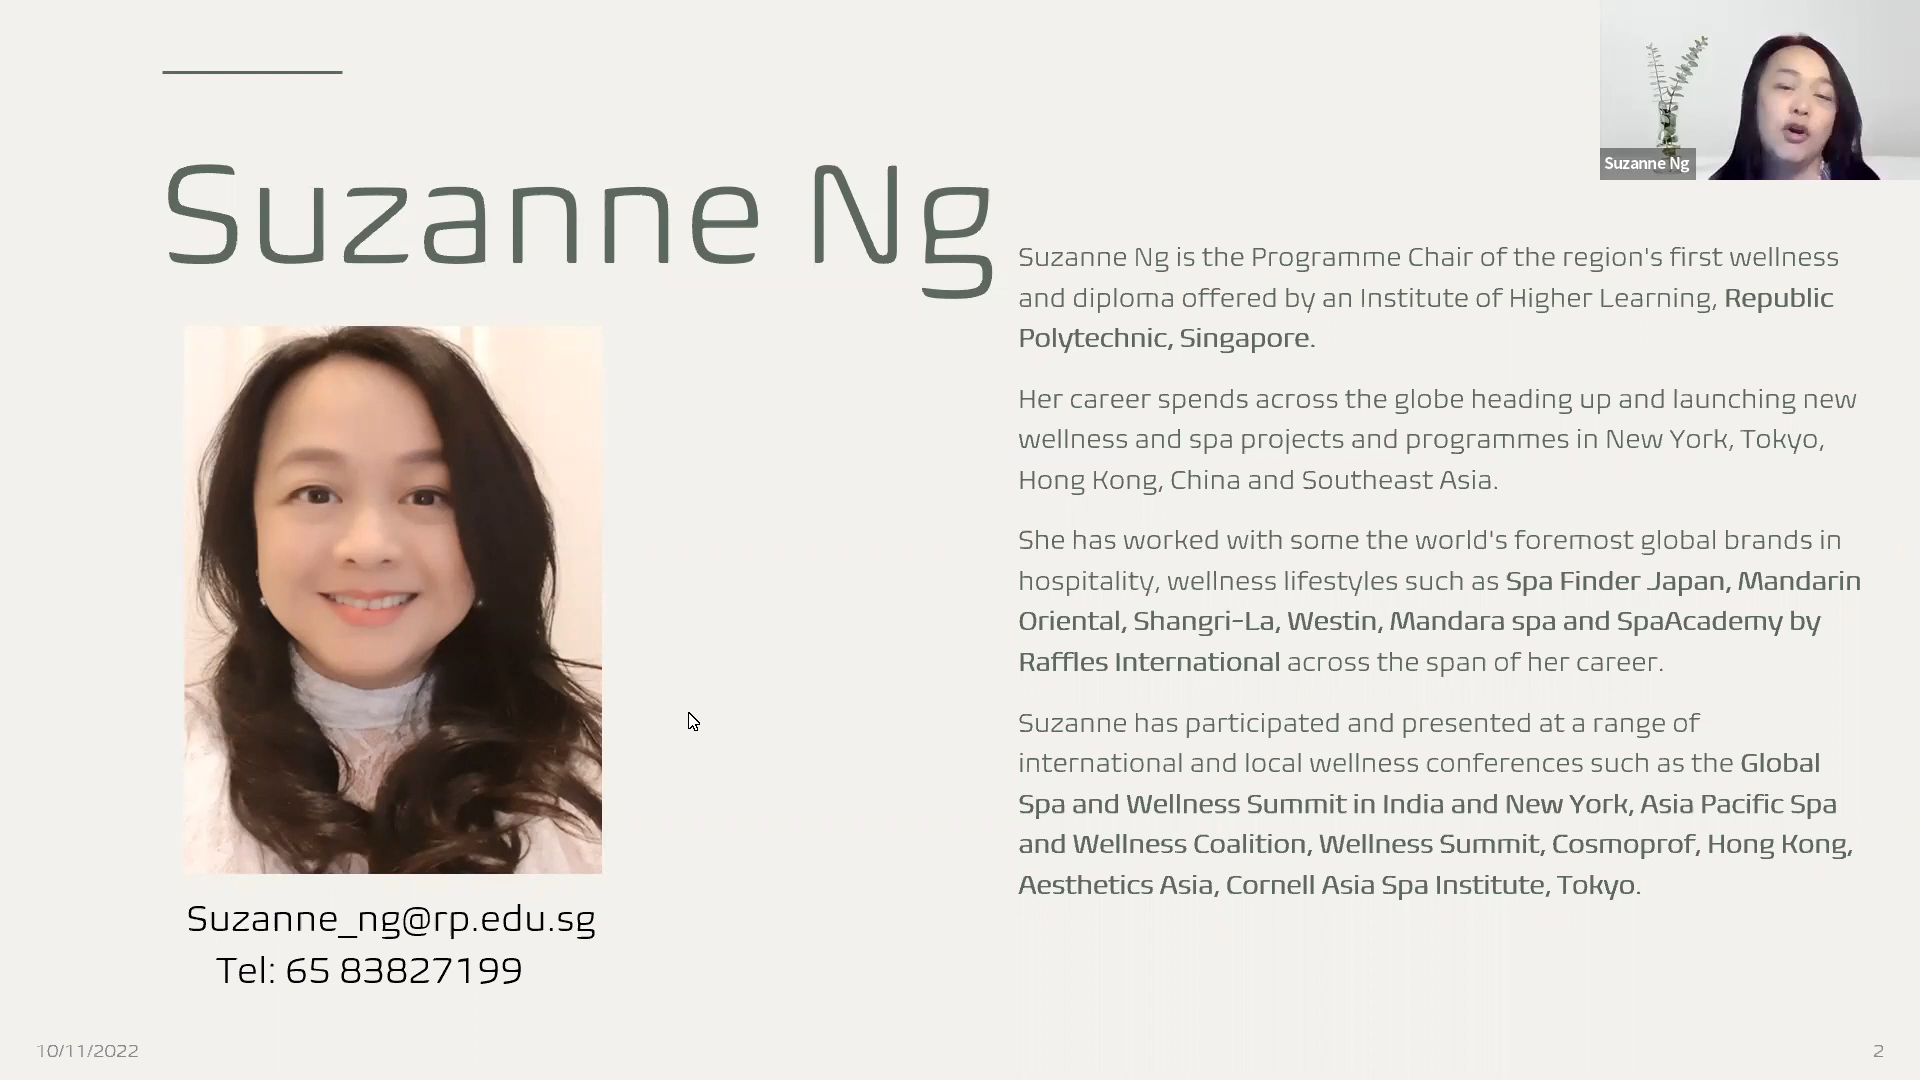 Suzanne Ng
Suzanne Ng
Suzanne Ng is the Programme Chair of the region's first wellness
and diploma offered by an Institute of Higher Learning, Republic
Polytechnic, Singapore.
Her career spends across the globe heading up and launching new
wellness and spa projects and programmes in New York, Tokyo,
Hong Kong, China and Southeast Asia.
She has worked with some the world's foremost global brands in
hospitality, wellness lifestyles such as Spa Finder Japan, Mandarin
Oriental, Shangri-La, Westin, Mandara spa and SpaAcademy by
Raffles International across the span of her career.
Suzanne has participated and presented at a range of
international and local wellness conferences such as the Global
Spa and Wellness Summit in India and New York, Asia Pacific Spa
and Wellness Coalition, Wellness Summit, Cosmoprof, Hong Kong,
Aesthetics Asia, Cornell Asia Spa Institute, Tokyo.
Suzanne_ng@rp.edu.sg
Tel: 65 83827199
10/11/2022
2